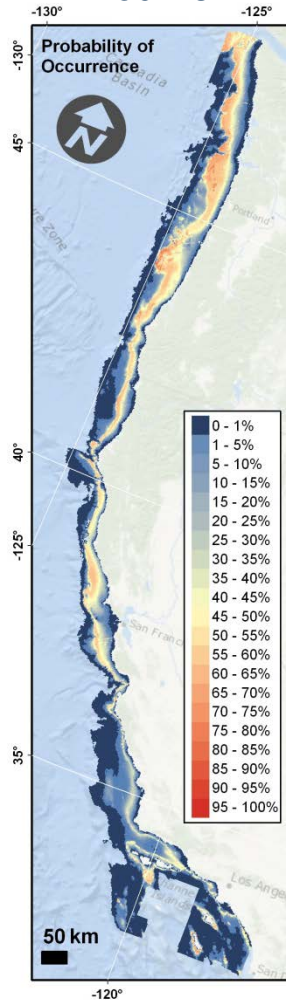 -130°
-125°
Probability of
Occurrence
Basin
N
45°
Portland
0 - 1%
1 - 5%
5 - 10%
10 - 15%
15 - 20%
20 - 25%
25 - 30%
30 - 35%
35 - 40%
40 - 45%
45 - 50%
50 - 55%
55 - 60%
60 - 65%
65 - 70%
70 - 75%
75 - 80%
80 - 85%
85 - 90%
90 - 95%
95 - 100%
40°
-125°
San Franc
35°
Los Ange
50 km
-120°